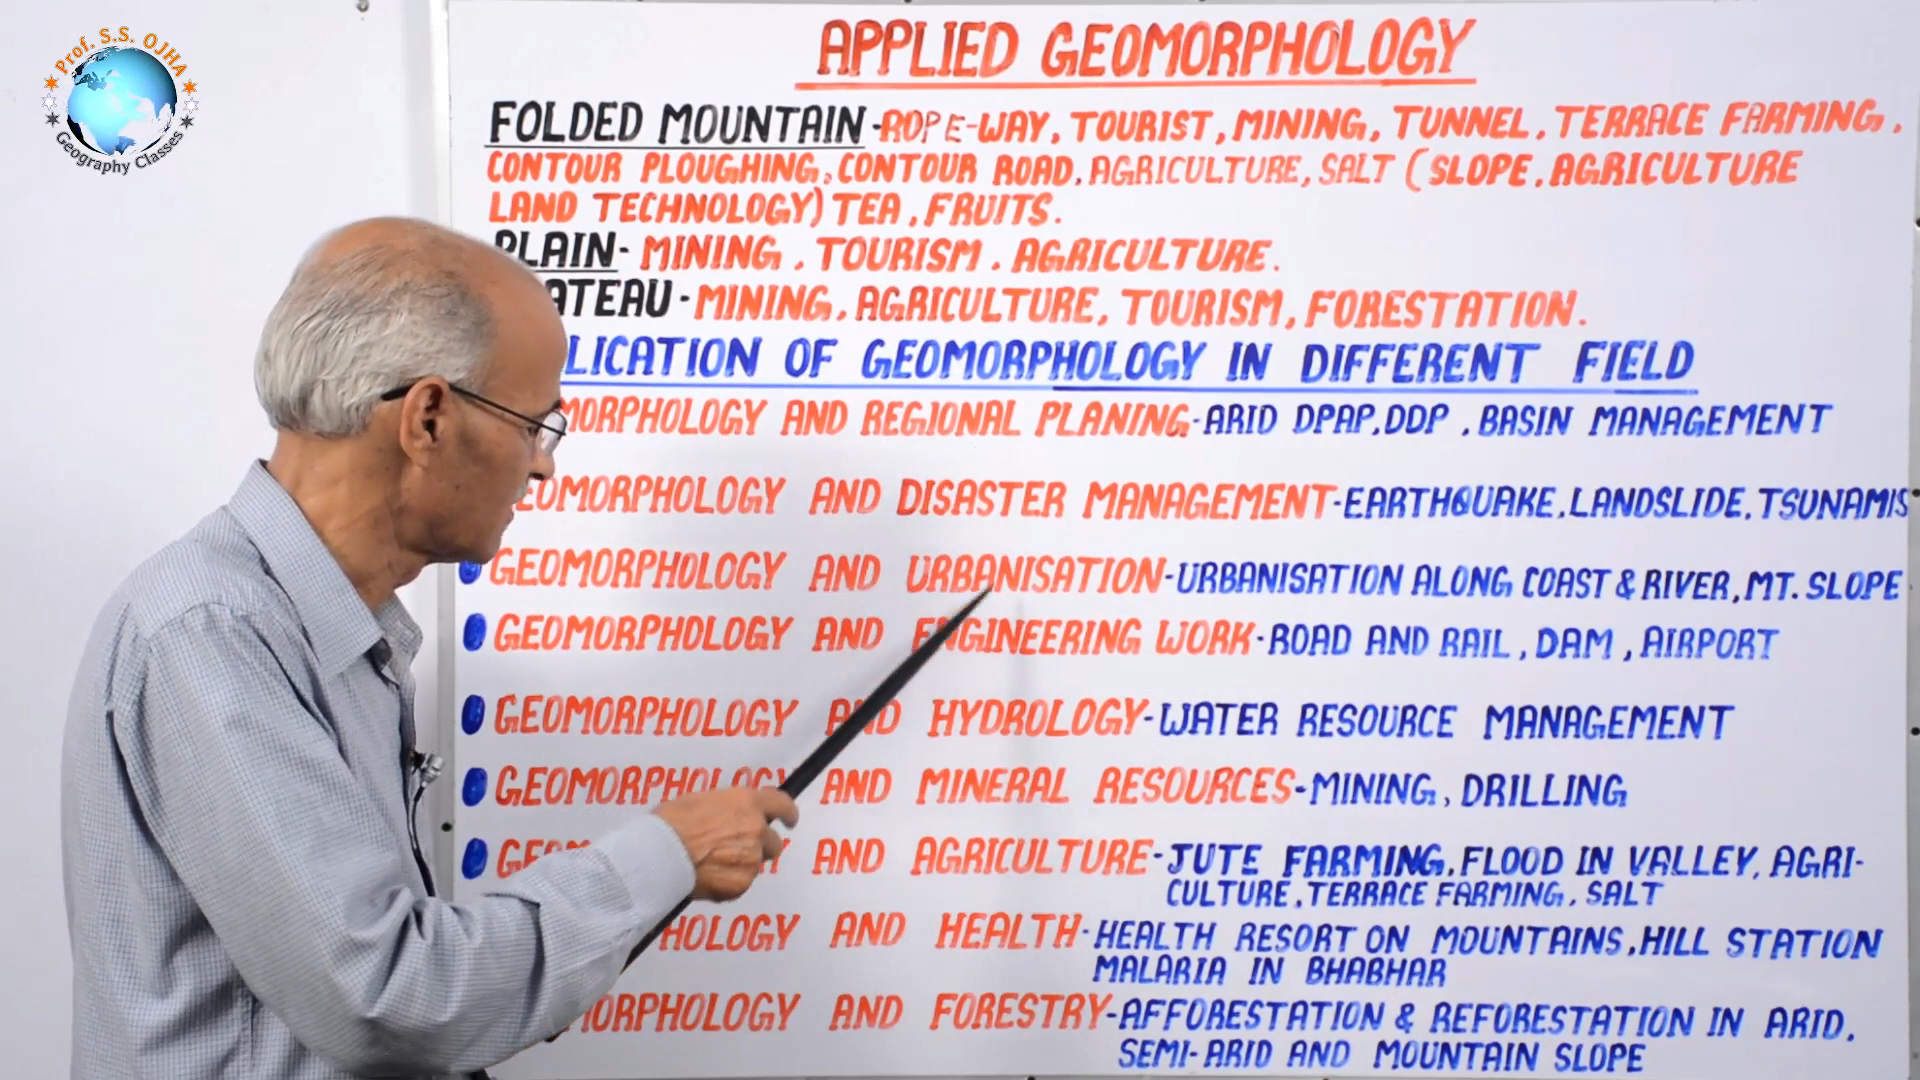 Prof. S.S. OJHA
Geography Classes
APPLIED GEOMORPHOLOGY
FOLDED MOUNTAIN-ROPE-WAY, TOURIST, MINING, TUNNEL, TERRACE FARMING,
CONTOUR PLOUGHING, CONTOUR ROAD, AGRICULTURE, SALT (SLOPE, AGRICULTURE
LAND TECHNOLOGY) TEA, FRUITS.
PLAIN- MINING, TOURISM, AGRICULTURE.
ATEAU- MINING, AGRICULTURE, TOURISM, FORESTATION.
LICATION OF GEOMORPHOLOGY IN DIFFERENT FIELD
MORPHOLOGY AND REGIONAL PLANING-ARID DPAP, DDP, BASIN MANAGEMENT
EOMORPHOLOGY AND DISASTER MANAGEMENT-EARTHQUAKE, LANDSLIDE, TSUNAMIS
GEOMORPHOLOGY AND URBANISATION-URBANISATION ALONG COAST & RIVER, MT. SLOPE
GEOMORPHOLOGY AND ENGINEERING WORK-ROAD AND RAIL, DAM, AIRPORT
GEOMORPHOLOGY AND HYDROLOGY-WATER RESOURCE MANAGEMENT
GEOMORPHOLOGY AND MINERAL RESOURCES-MINING, DRILLING
AND AGRICULTURE-JUTE FARMING, FLOOD IN VALLEY, AGRI-
CULTURE, TERRACE FARMING, SALT
HOLOGY AND HEALTH-HEALTH RESORT ON MOUNTAINS, HILL STATION
MALARIA IN BHABHAR
MORPHOLOGY AND FORESTRY-AFFORESTATION & REFORESTATION IN ARID,
SEMI-ARID AND MOUNTAIN SLOPE